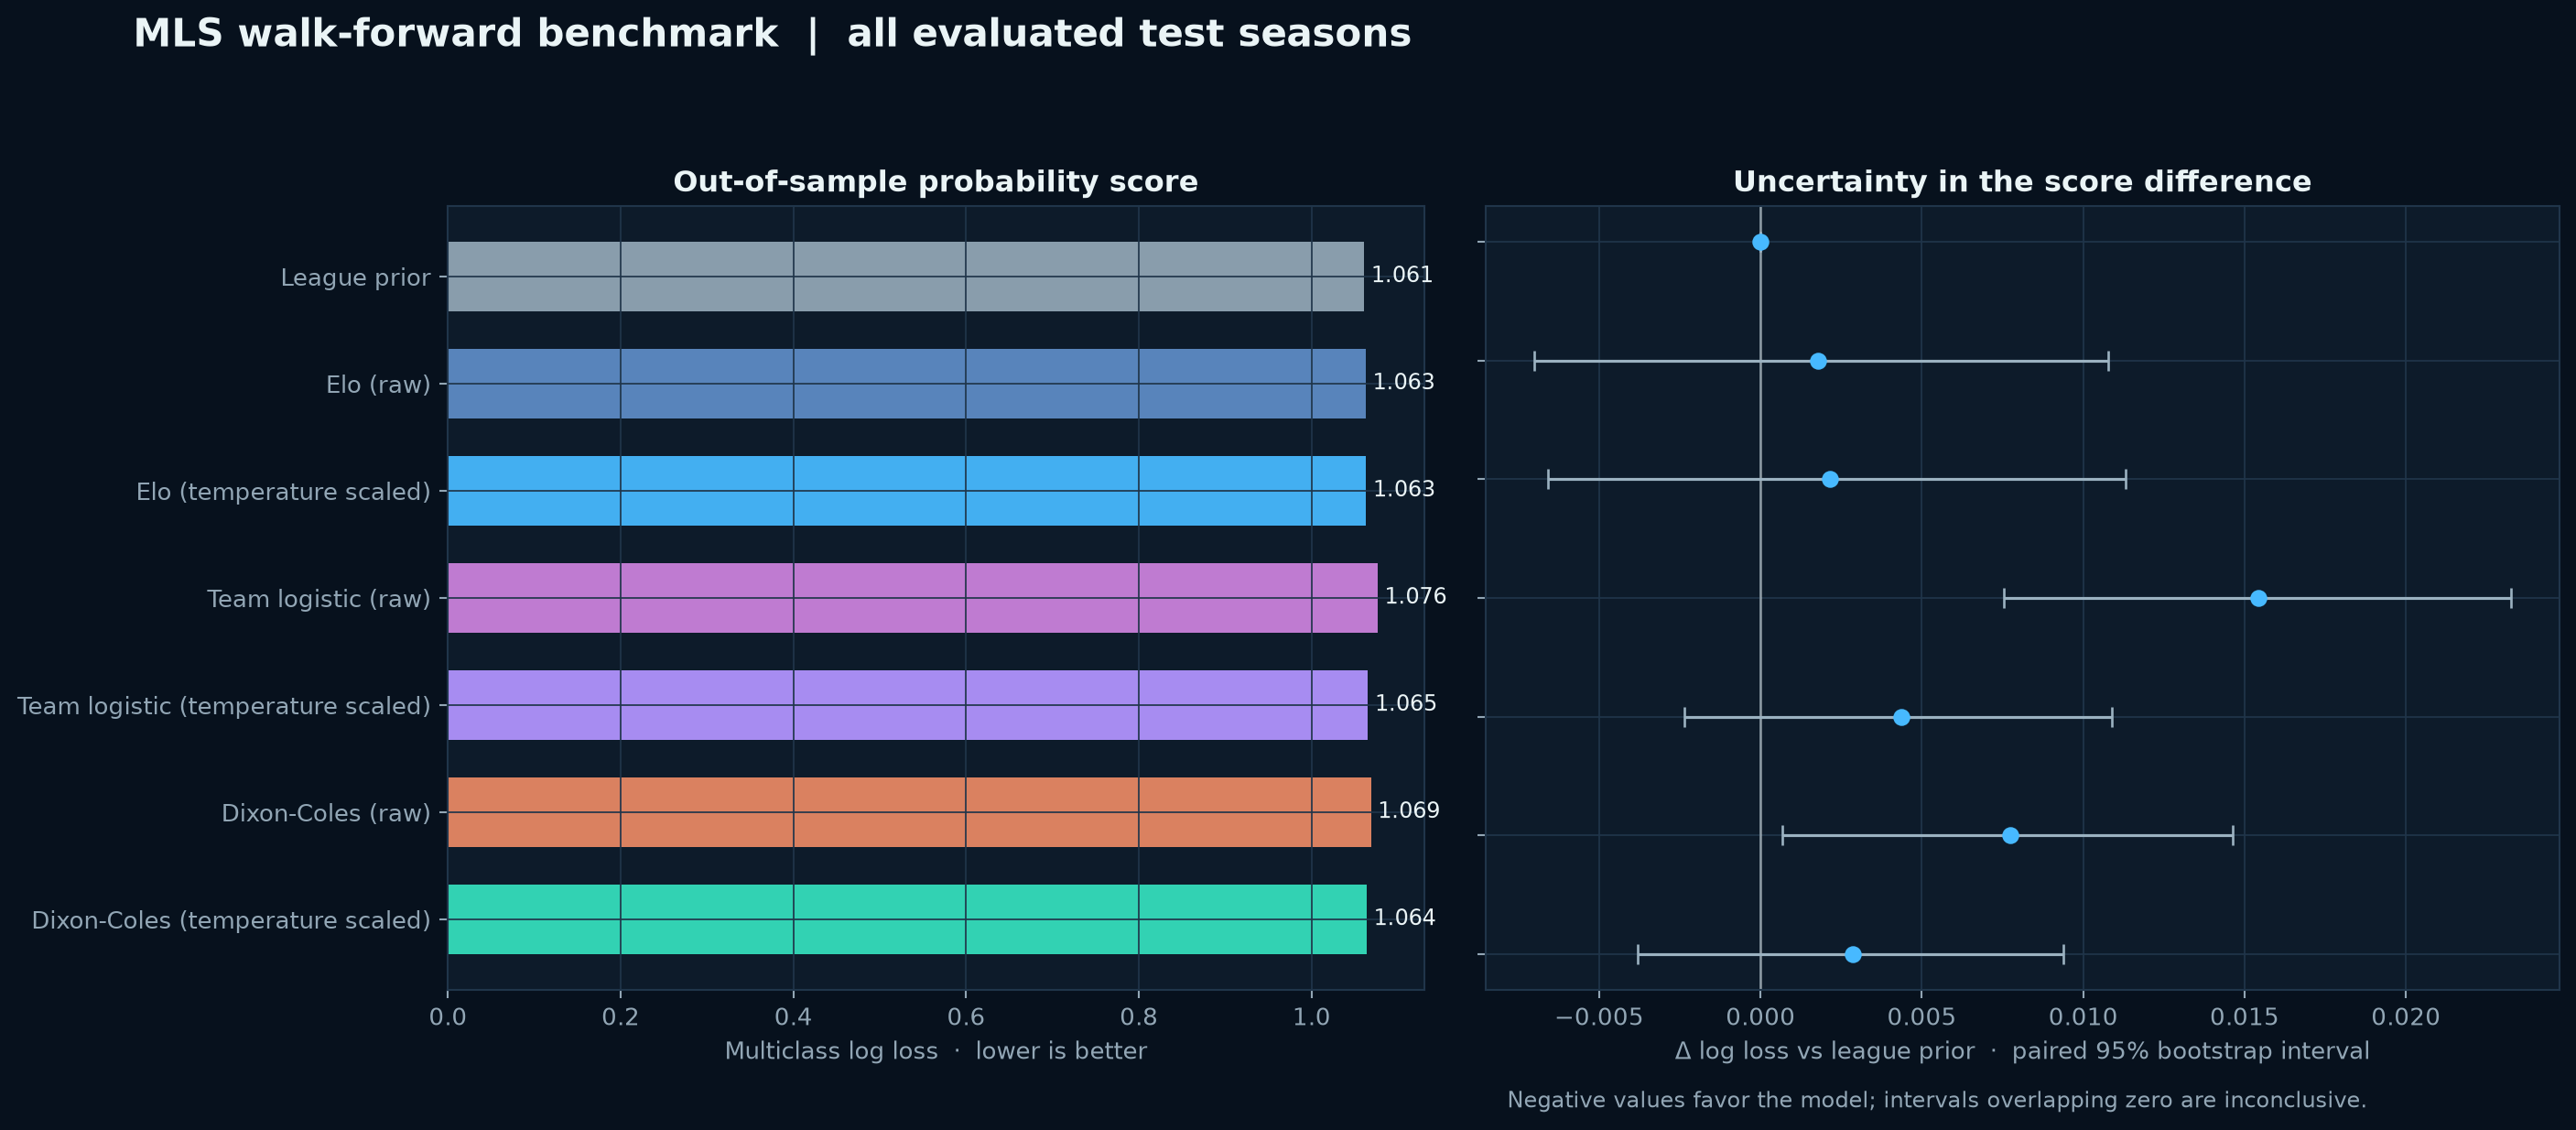 MLS walk-forward benchmark | all evaluated test seasons
Out-of-sample probability score
League prior
1.061
Elo (raw)
1.063
Elo (temperature scaled)
1.063
Team logistic (raw)
1.076
Team logistic (temperature scaled)
1.065
Dixon-Coles (raw)
1.069
Dixon-Coles (temperature scaled)
1.064
0.0 0.2 0.4 0.6 0.8 1.0
Multiclass log loss · lower is better
Uncertainty in the score difference
−0.005 0.000 0.005 0.010 0.015 0.020
Δ log loss vs league prior · paired 95% bootstrap interval
Negative values favor the model; intervals overlapping zero are inconclusive.